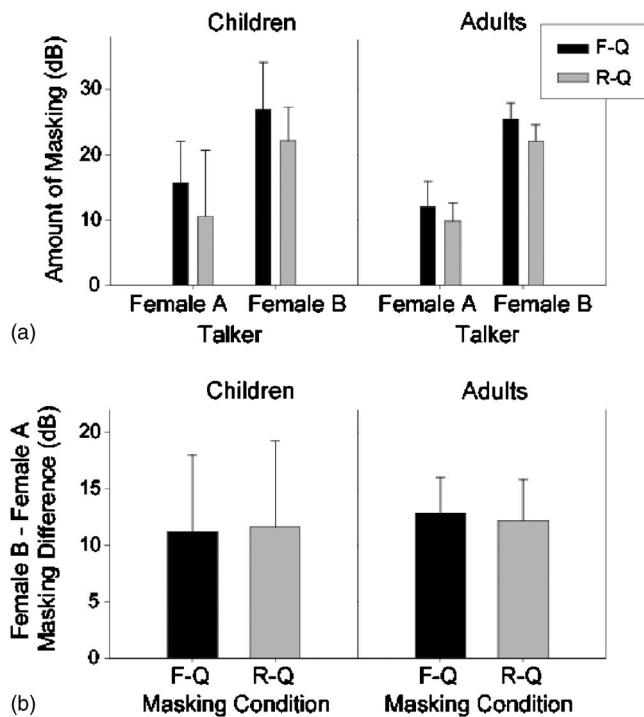 Children Adults
F-Q
R-Q
Amount of Masking (dB)
30
20
10
0
Female A Female B Female A Female B
Talker Talker
(a)
Children Adults
Female B - Female A
Masking Difference (dB)
20
15
10
5
0
F-Q R-Q F-Q R-Q
Masking Condition Masking Condition
(b)